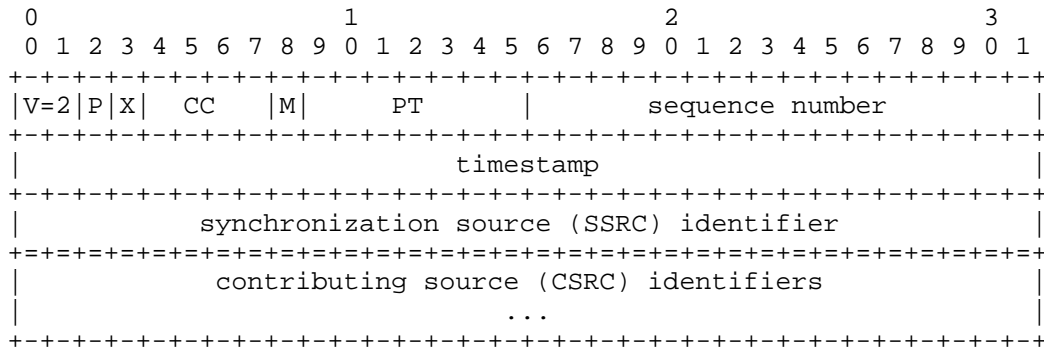 0                   1                   2                   3
 0 1 2 3 4 5 6 7 8 9 0 1 2 3 4 5 6 7 8 9 0 1 2 3 4 5 6 7 8 9 0 1
+-+-+-+-+-+-+-+-+-+-+-+-+-+-+-+-+-+-+-+-+-+-+-+-+-+-+-+-+-+-+-+-+
|V=2|P|X|  CC   |M|     PT      |       sequence number         |
+-+-+-+-+-+-+-+-+-+-+-+-+-+-+-+-+-+-+-+-+-+-+-+-+-+-+-+-+-+-+-+-+
|                           timestamp                           |
+-+-+-+-+-+-+-+-+-+-+-+-+-+-+-+-+-+-+-+-+-+-+-+-+-+-+-+-+-+-+-+-+
|           synchronization source (SSRC) identifier            |
+=+=+=+=+=+=+=+=+=+=+=+=+=+=+=+=+=+=+=+=+=+=+=+=+=+=+=+=+=+=+=+=+
|            contributing source (CSRC) identifiers             |
|                              ...                              |
+-+-+-+-+-+-+-+-+-+-+-+-+-+-+-+-+-+-+-+-+-+-+-+-+-+-+-+-+-+-+-+-+